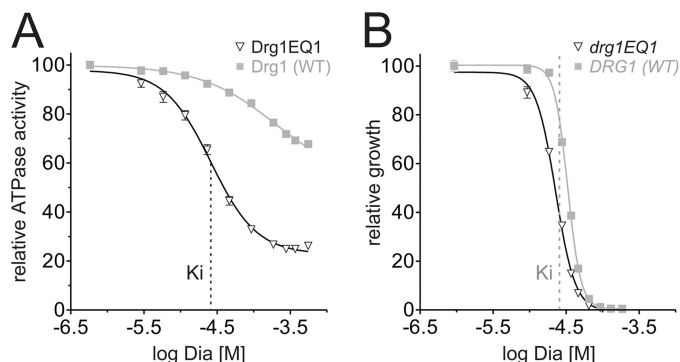 A
▽ Drg1EQ1
■ Drg1 (WT)
relative ATPase activity
100
80
60
40
20
0
Ki
-6.5 -5.5 -4.5 -3.5
log Dia [M]
B
▽ drg1EQ1
■ DRG1 (WT)
relative growth
100
80
60
40
20
0
Ki
-6.5 -5.5 -4.5 -3.5
log Dia [M]